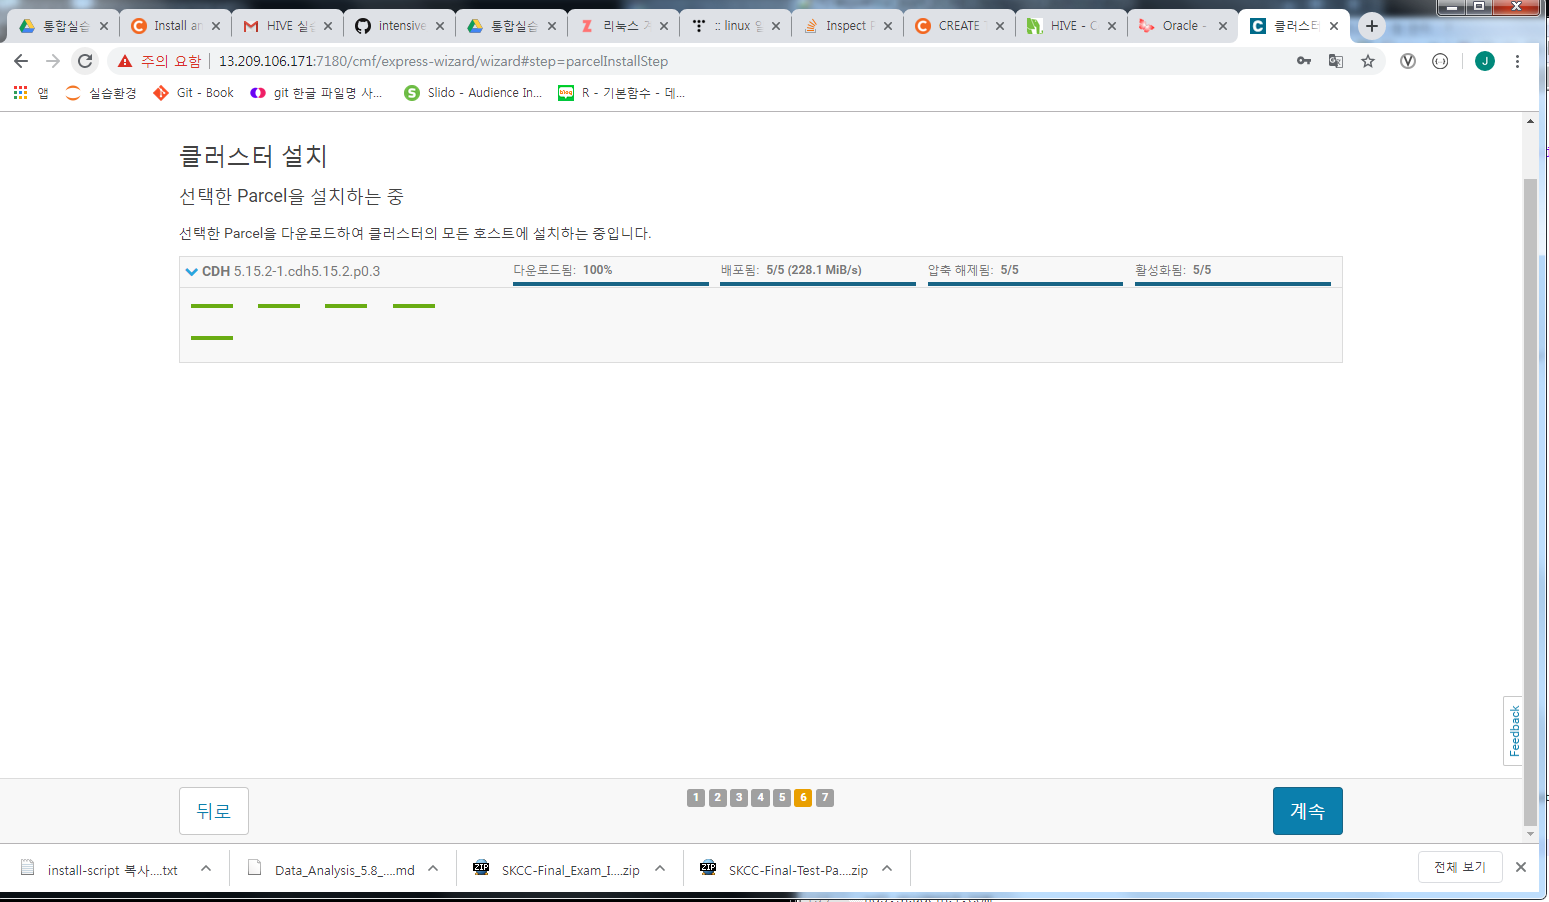 통합실습
Install an
HIVE 실습
intensive
통합실습
리눅스 기
:: linux 일
Inspect P
CREATE T
HIVE - C
Oracle -
클러스터
주의 요함
13.209.106.171:7180/cmf/express-wizard/wizard#step=parcelInstallStep
J
앱
실습환경
Git - Book
git 한글 파일명 사...
Slido - Audience In...
R - 기본함수 - 데...
클러스터 설치
선택한 Parcel을 설치하는 중
선택한 Parcel을 다운로드하여 클러스터의 모든 호스트에 설치하는 중입니다.
CDH 5.15.2-1.cdh5.15.2.p0.3
다운로드됨: 100%
배포됨: 5/5 (228.1 MiB/s)
압축 해제됨: 5/5
활성화됨: 5/5
Feedback
뒤로
1 2 3 4 5 6 7
계속
install-script 복사....txt
Data_Analysis_5.8_....md
SKCC-Final_Exam_I....zip
SKCC-Final-Test-Pa....zip
전체 보기